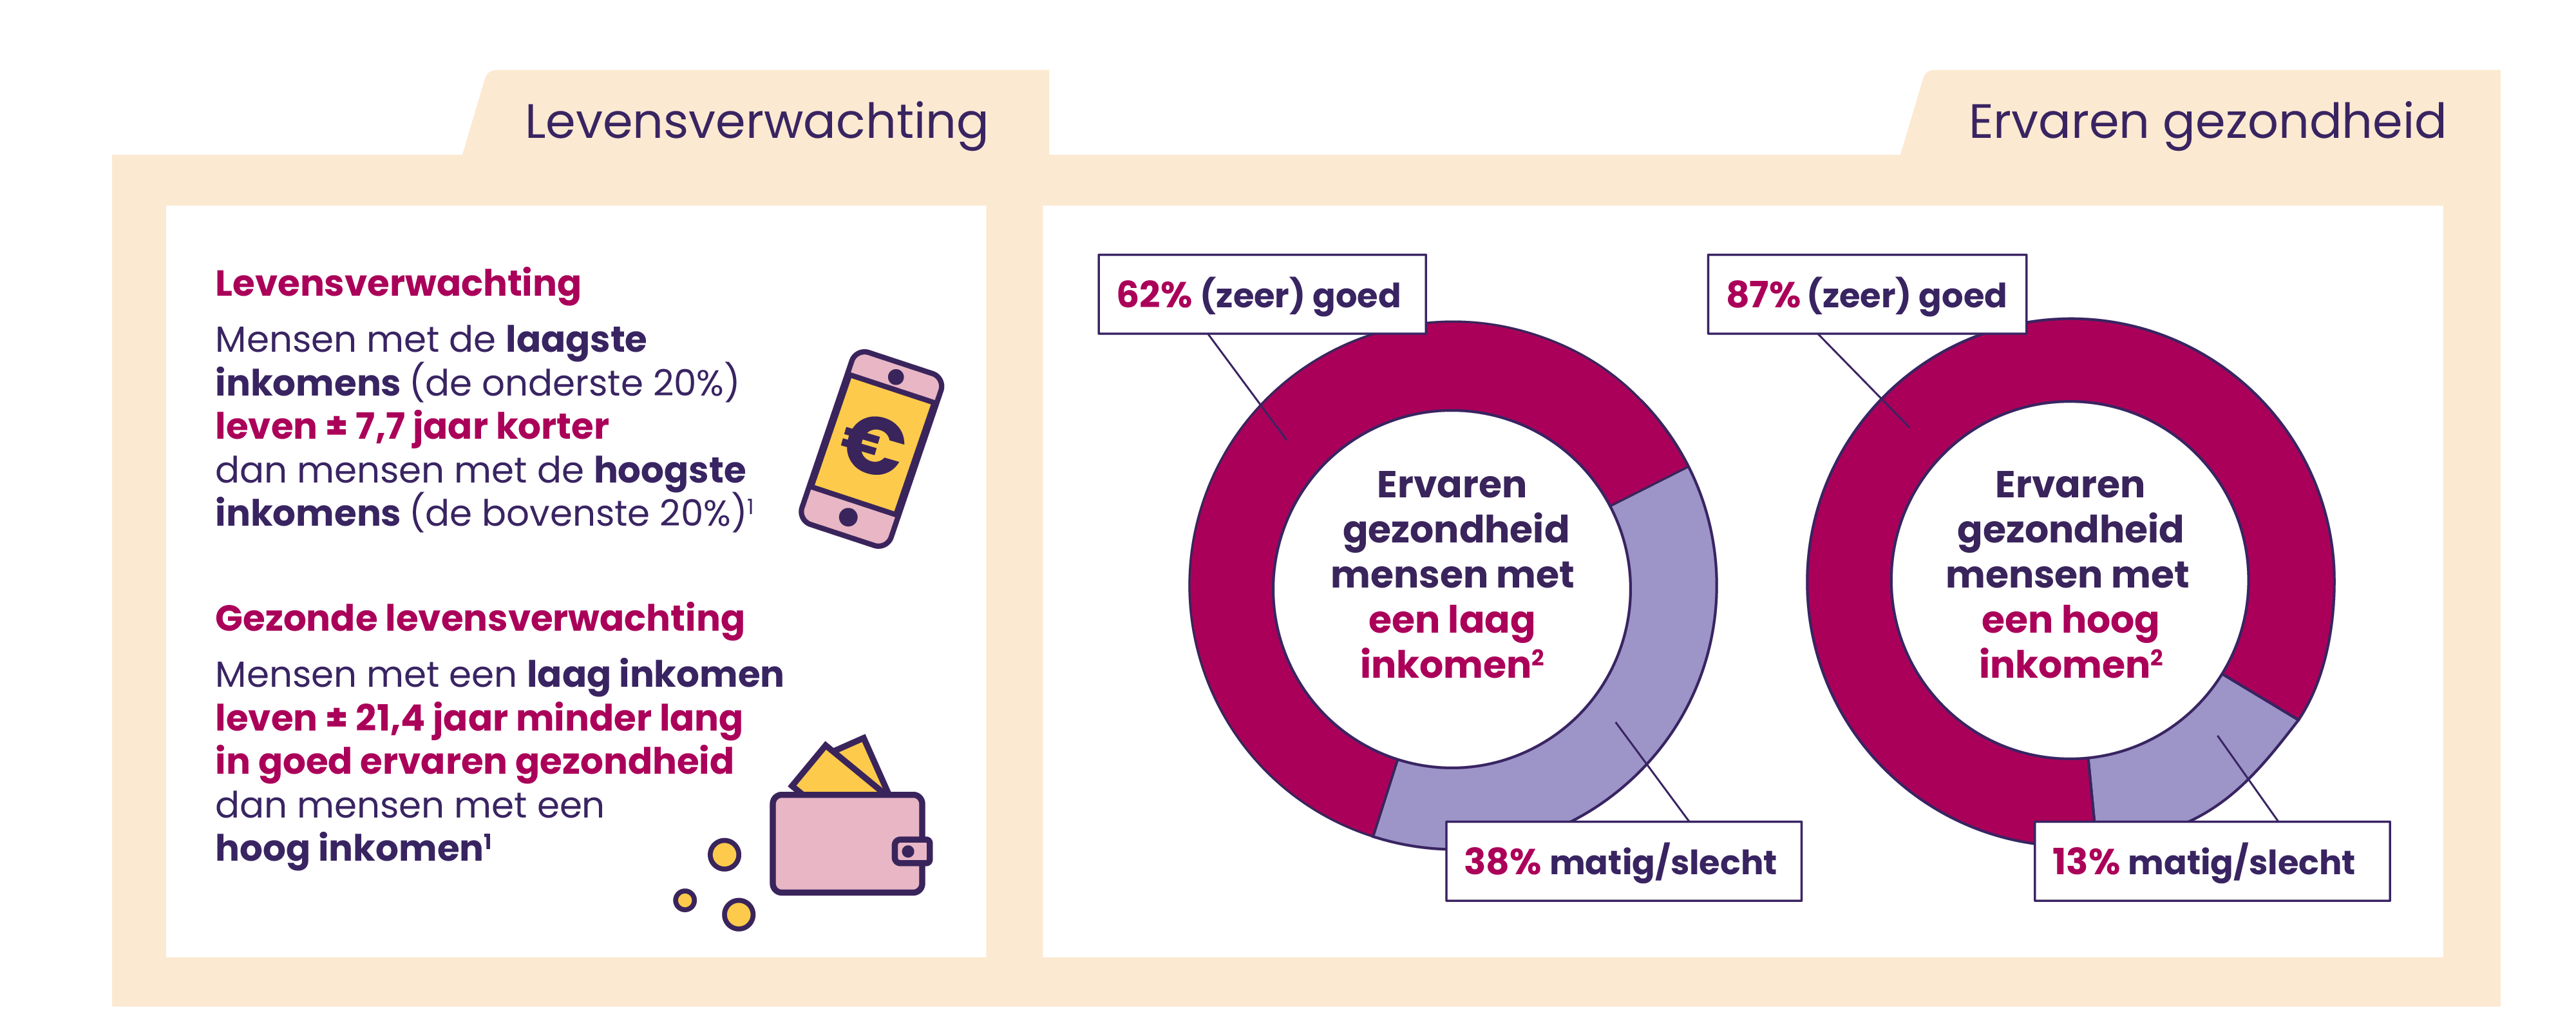 Levensverwachting
Ervaren gezondheid
Levensverwachting
Mensen met de laagste
inkomens (de onderste 20%)
leven ± 7,7 jaar korter
dan mensen met de hoogste
inkomens (de bovenste 20%)¹
€
Gezonde levensverwachting
Mensen met een laag inkomen
leven ± 21,4 jaar minder lang
in goed ervaren gezondheid
dan mensen met een
hoog inkomen¹
62% (zeer) goed
Ervaren
gezondheid
mensen met
een laag
inkomen²
38% matig/slecht
87% (zeer) goed
Ervaren
gezondheid
mensen met
een hoog
inkomen²
13% matig/slecht